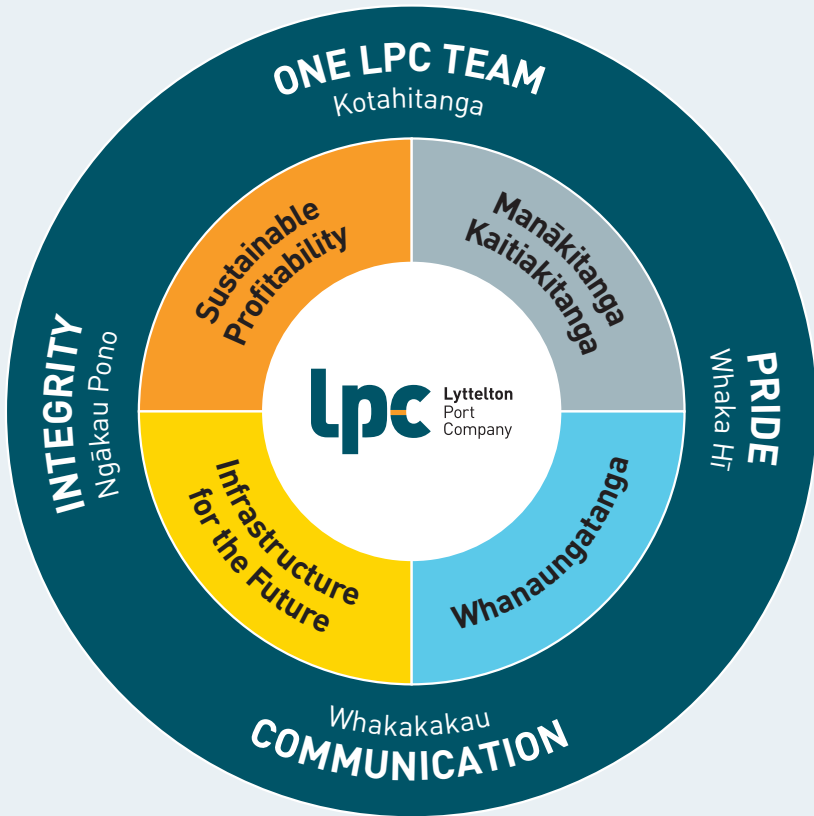 ONE LPC TEAM
Kotahitanga
Sustainable
Profitability
Manākitanga
Kaitiakitanga
INTEGRITY
Ngākau Pono
lpc
Lyttelton
Port
Company
PRIDE
Whaka Hī
Infrastructure
for the Future
Whanaungatanga
Whakakakau
COMMUNICATION